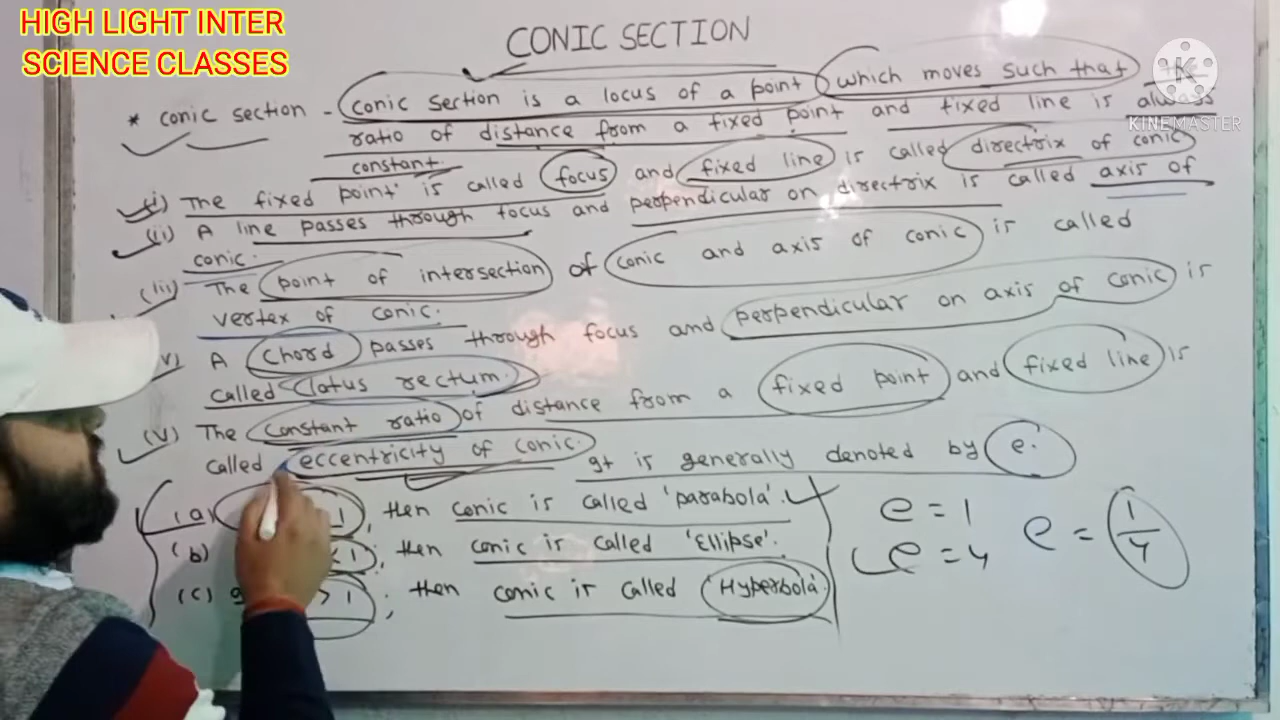 HIGH LIGHT INTER
SCIENCE CLASSES
CONIC SECTION
* conic section - conic section is a locus of a point which moves such that the
ratio of distance from a fixed point and fixed line is always
constant.
(i) The fixed point is called focus and fixed line is called directrix of conic
(ii) A line passes through focus and perpendicular on directrix is called axis of
conic.
(iii) The point of intersection of conic and axis of conic is called
vertex of conic.
A chord passes through focus and perpendicular on axis of conic is
called latus rectum.
(V) The constant ratio of distance from a fixed point and fixed line is
called eccentricity of conic. It is generally denoted by e.
(a) 1, then conic is called 'parabola'.
(b) < 1; then conic is called 'Ellipse'.
(c) > 1; then conic is called 'Hyperbola'
e = 1
e = 4
e = 1/4
KINEMASTER